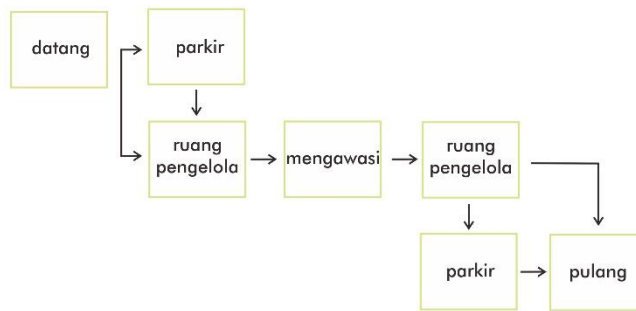 datang
parkir
ruang
pengelola
mengawasi
ruang
pengelola
parkir
pulang